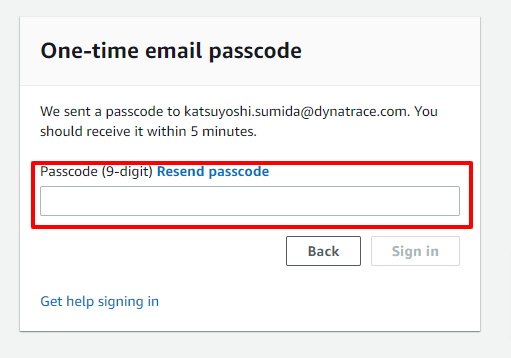 One-time email passcode
We sent a passcode to katsuyoshi.sumida@dynatrace.com. You
should receive it within 5 minutes.
Passcode (9-digit) Resend passcode
Back Sign in
Get help signing in